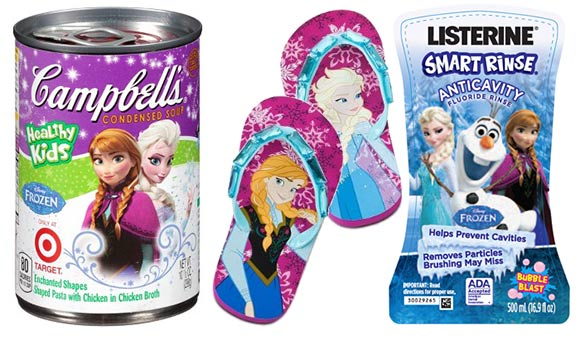 Campbell's®
CONDENSED SOUP
Healthy
Kids
Disney
FROZEN
ONLY AT
TARGET
80
Enchanted Shapes
Shaped Pasta with Chicken in Chicken Broth
NET WT.
LISTERINE®
SMART RINSE®
ANTICAVITY
FLUORIDE RINSE
Disney
FROZEN
Helps Prevent Cavities
Removes Particles
Brushing May Miss
IMPORTANT: Read
directions for proper use.
30029265
ADA
Accepted
BUBBLE
BLAST
500 mL (16.9 fl oz)